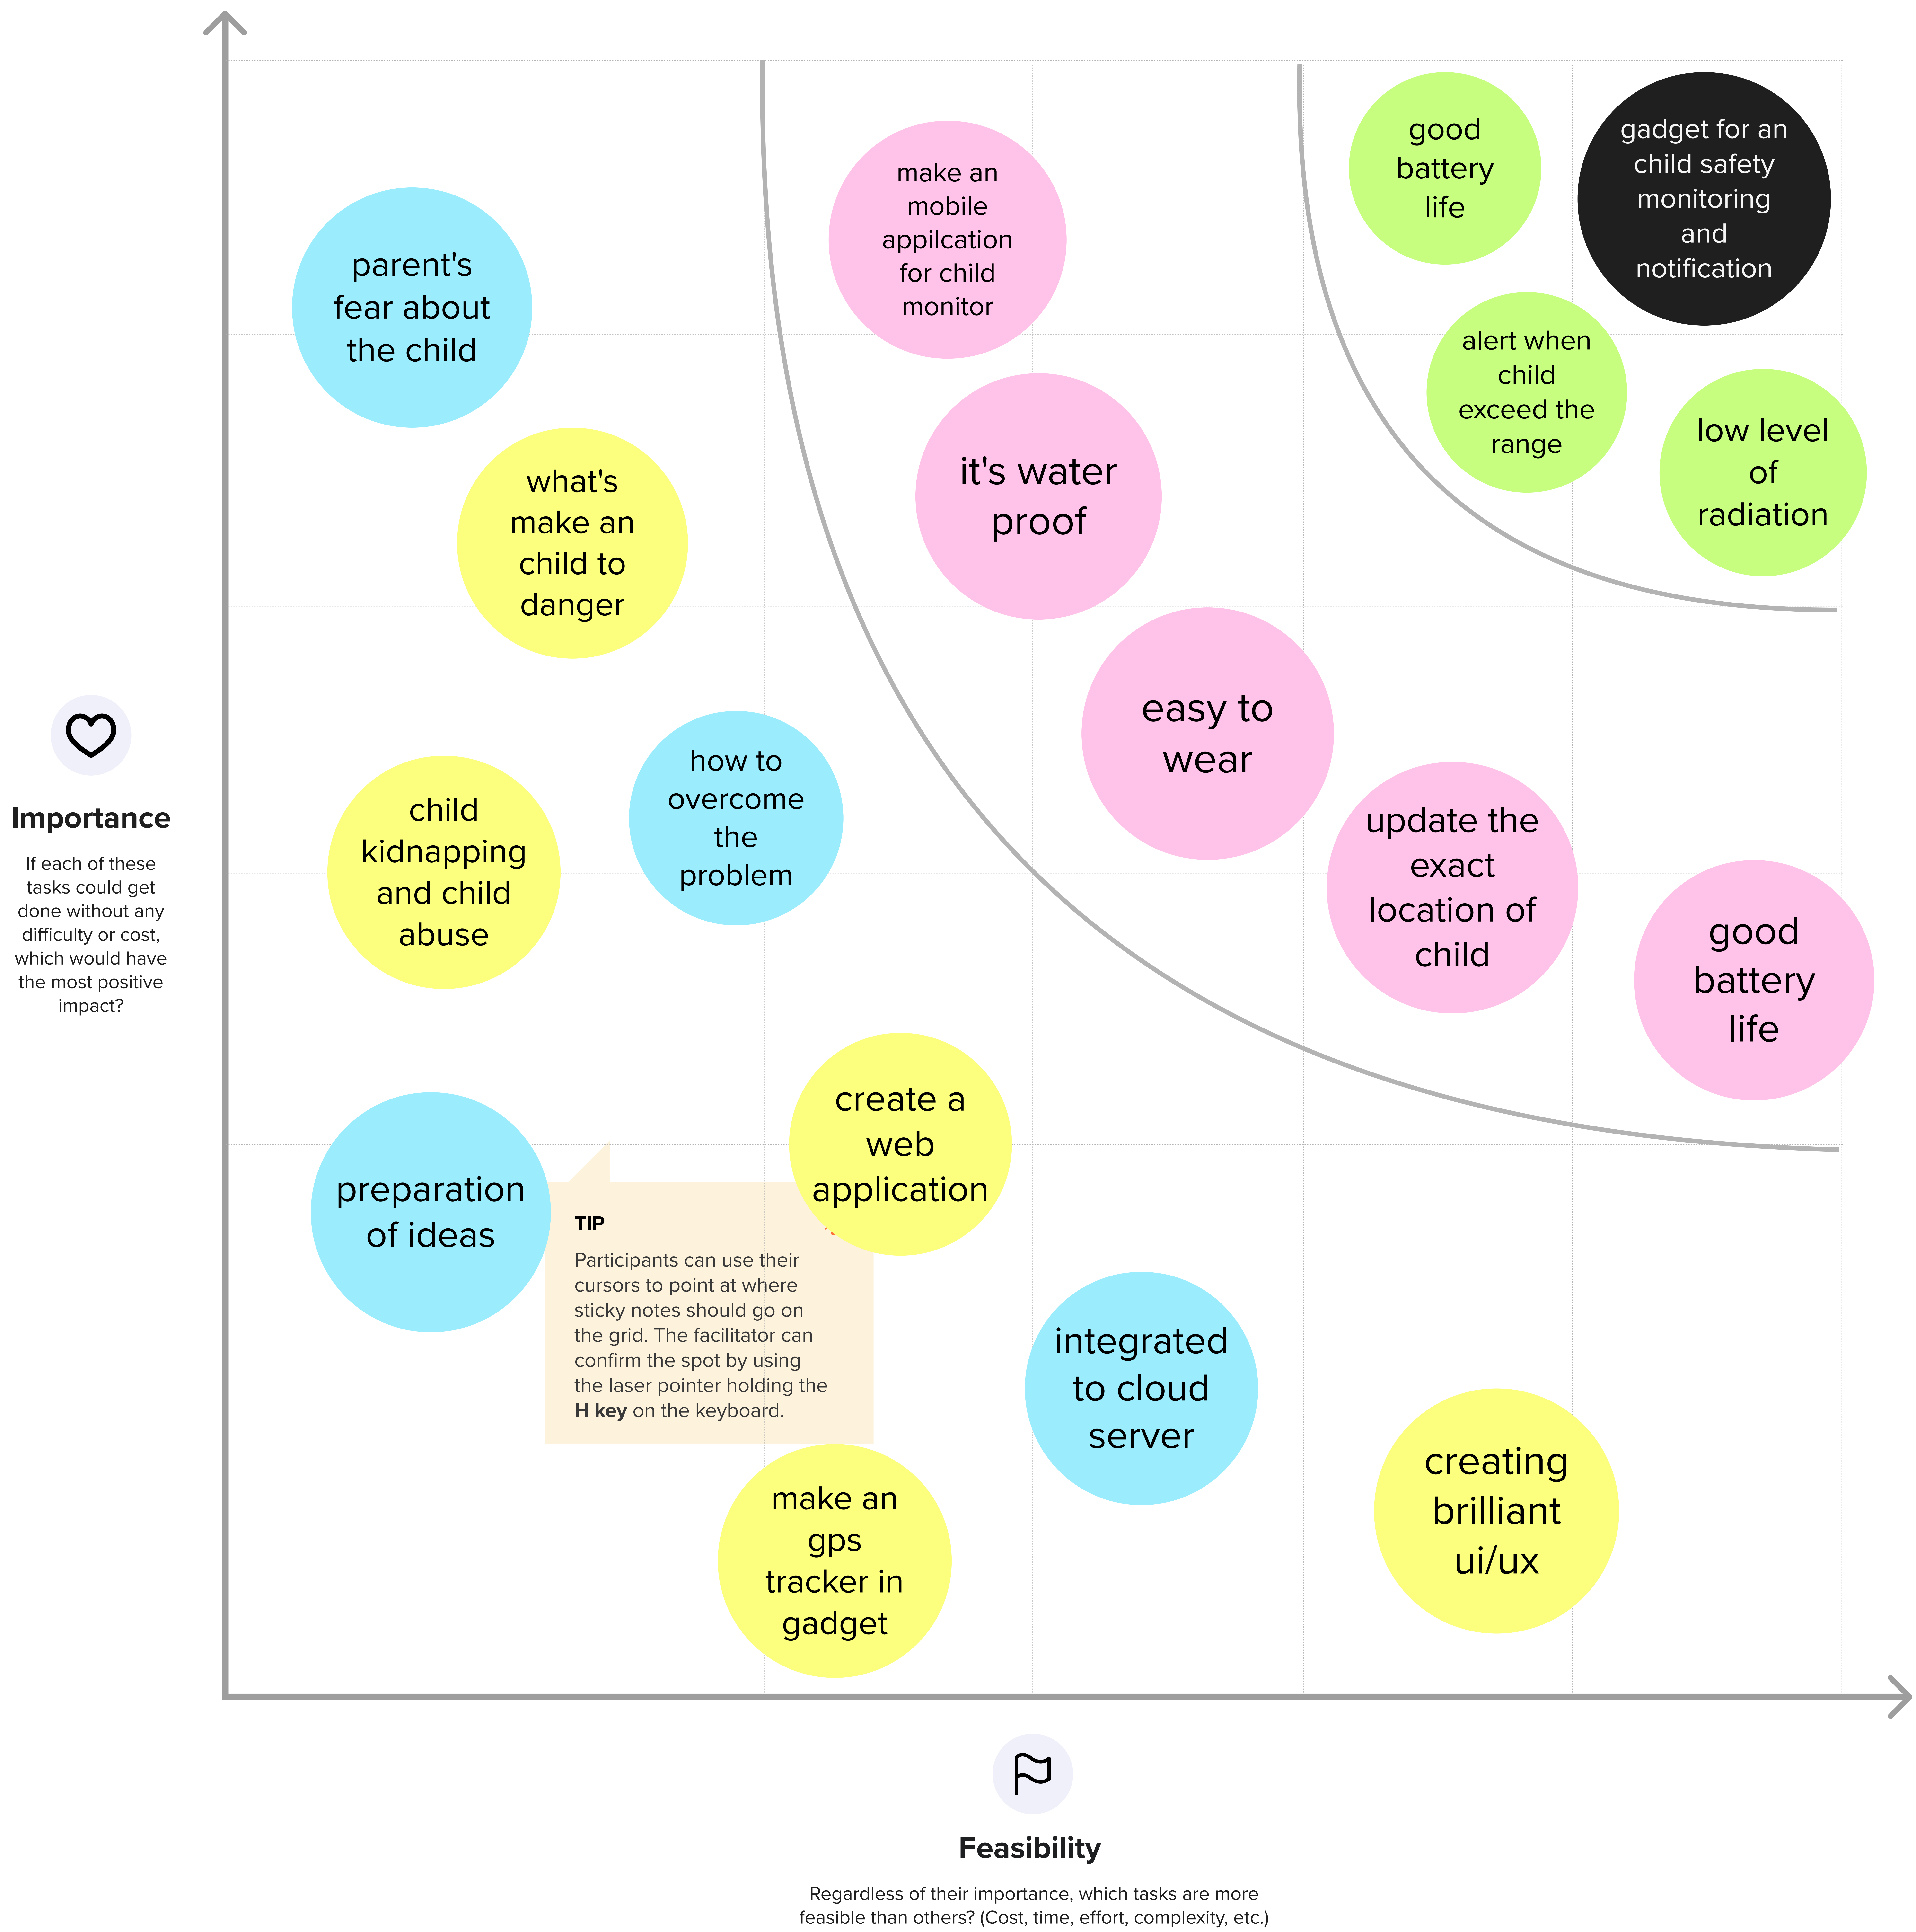 good
battery
life
gadget for an
child safety
monitoring
and
notification
make an
mobile
appilcation
for child
monitor
parent's
fear about
the child
alert when
child
exceed the
range
low level
of
radiation
what's
make an
child to
danger
it's water
proof
easy to
wear
how to
overcome
the
problem
child
kidnapping
and child
abuse
update the
exact
location of
child
good
battery
life
Importance
If each of these
tasks could get
done without any
difficulty or cost,
which would have
the most positive
impact?
create a
web
application
preparation
of ideas
TIP
Participants can use their
cursors to point at where
sticky notes should go on
the grid. The facilitator can
confirm the spot by using
the laser pointer holding the
H key on the keyboard.
integrated
to cloud
server
creating
brilliant
ui/ux
make an
gps
tracker in
gadget
Feasibility
Regardless of their importance, which tasks are more
feasible than others? (Cost, time, effort, complexity, etc.)